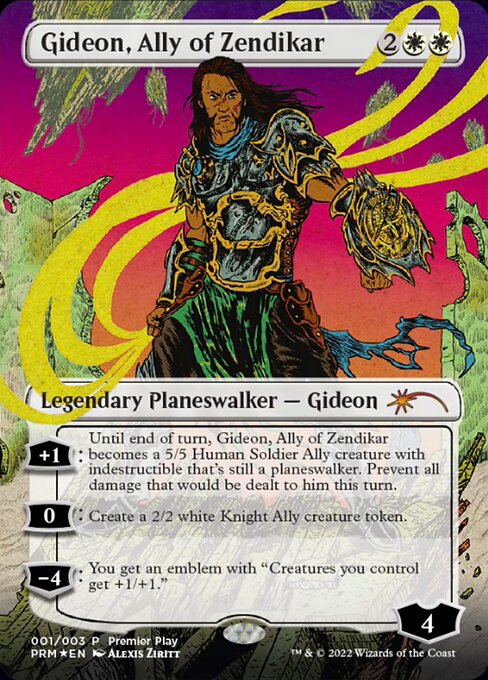 Gideon, Ally of Zendikar 2
Legendary Planeswalker — Gideon
+1: Until end of turn, Gideon, Ally of Zendikar
becomes a 5/5 Human Soldier Ally creature with
indestructible that's still a planeswalker. Prevent all
damage that would be dealt to him this turn.
0: Create a 2/2 white Knight Ally creature token.
−4: You get an emblem with “Creatures you control
get +1/+1.”
4
001/003 P Premier Play
PRM★EN Alexis Ziritt
™ & © 2022 Wizards of the Coast